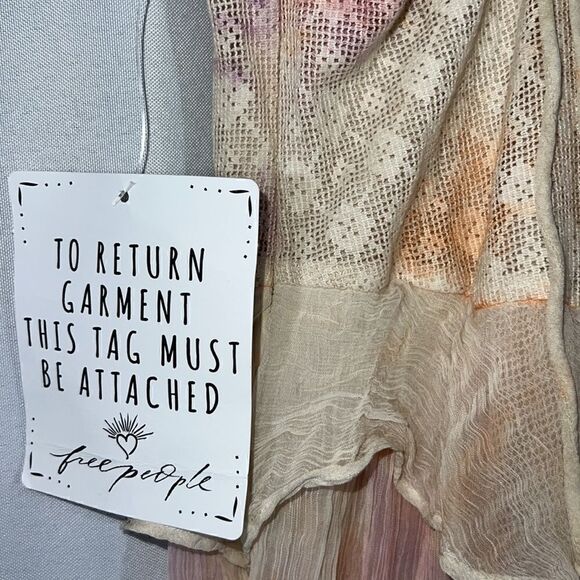 TO RETURN
GARMENT
THIS TAG MUST
BE ATTACHED
free people